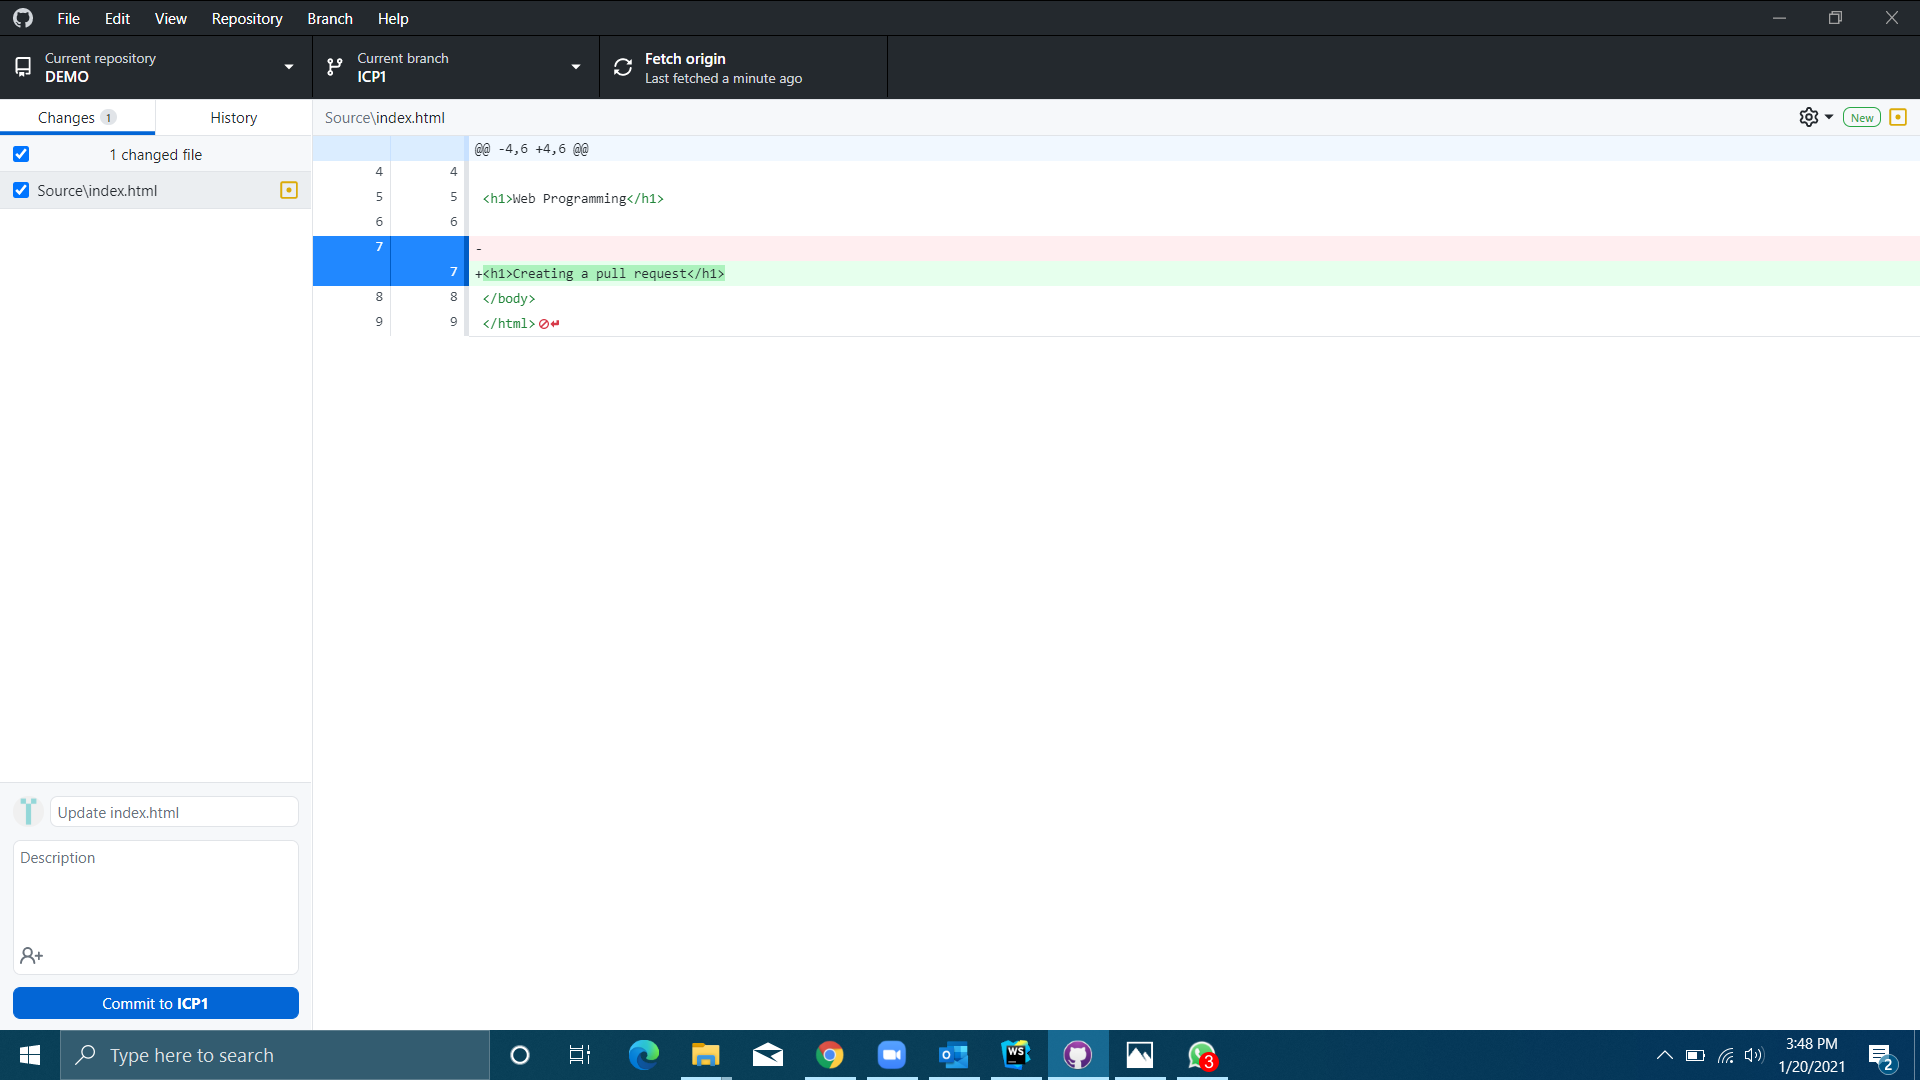 File Edit View Repository Branch Help
Current repository
DEMO
Current branch
ICP1
Fetch origin
Last fetched a minute ago
Changes 1
History
Source\index.html
New
1 changed file
Source\index.html
@@ -4,6 +4,6 @@
4 4
5 5 <h1>Web Programming</h1>
6 6
7 -
7 +<h1>Creating a pull request</h1>
8 8 </body>
9 9 </html>
Update index.html
Description
Commit to ICP1
Type here to search
WS
3
3:48 PM
1/20/2021
2